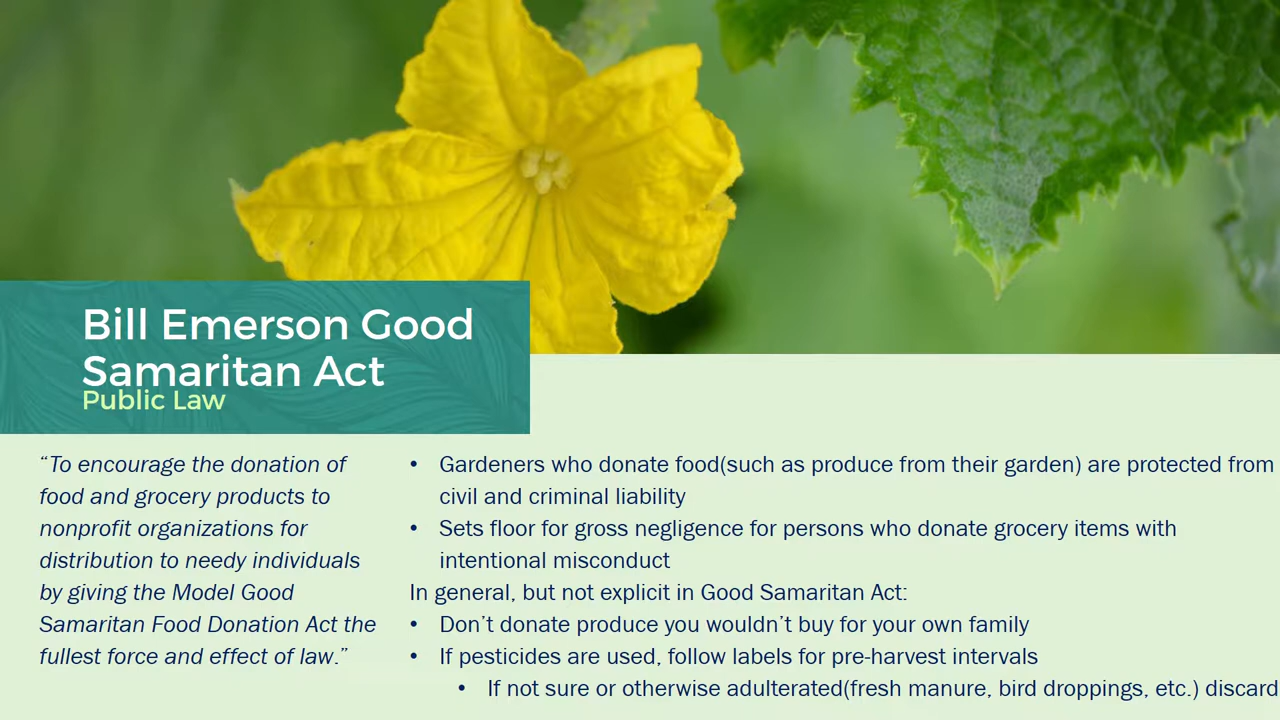 Bill Emerson Good
Samaritan Act
Public Law
“To encourage the donation of
food and grocery products to
nonprofit organizations for
distribution to needy individuals
by giving the Model Good
Samaritan Food Donation Act the
fullest force and effect of law.”
• Gardeners who donate food(such as produce from their garden) are protected from
civil and criminal liability
• Sets floor for gross negligence for persons who donate grocery items with
intentional misconduct
In general, but not explicit in Good Samaritan Act:
• Don’t donate produce you wouldn’t buy for your own family
• If pesticides are used, follow labels for pre-harvest intervals
• If not sure or otherwise adulterated(fresh manure, bird droppings, etc.) discard